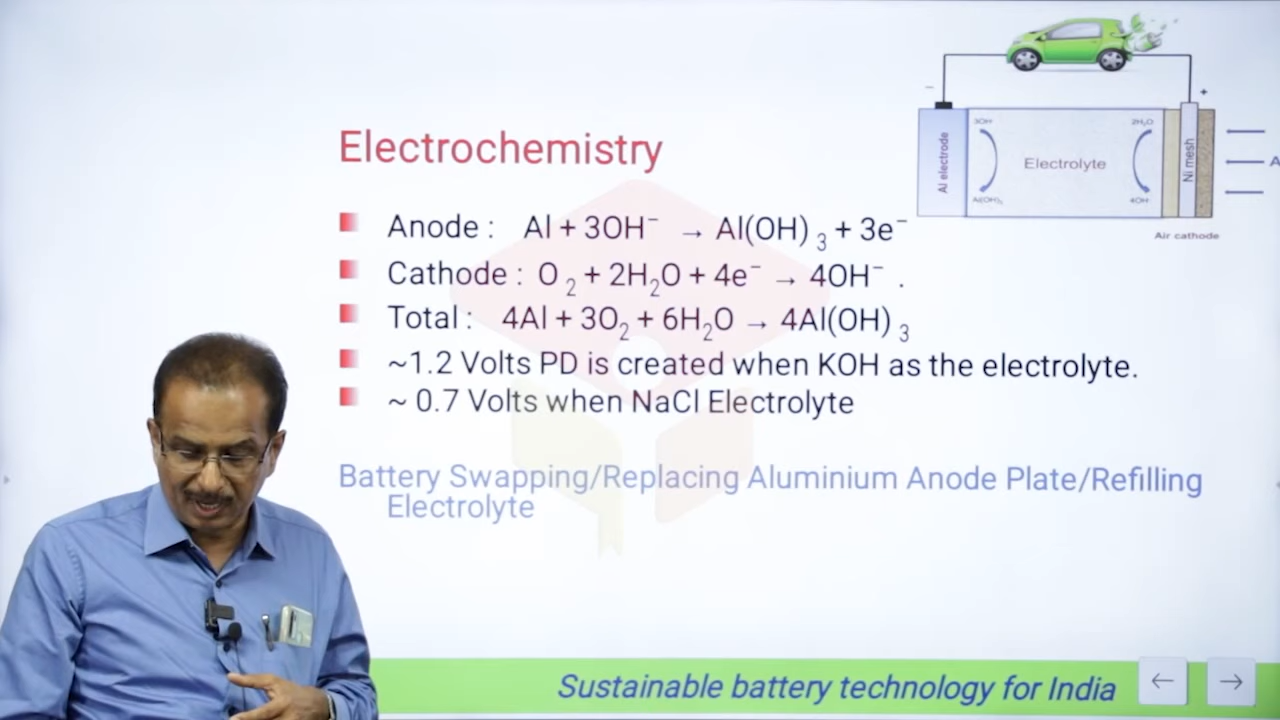 Electrochemistry
Anode : Al + 3OH⁻ → Al(OH) ₃ + 3e⁻
Cathode : O ₂ + 2H₂O + 4e⁻ → 4OH⁻ .
Total : 4Al + 3O₂ + 6H₂O → 4Al(OH) ₃
~1.2 Volts PD is created when KOH as the electrolyte.
~ 0.7 Volts when NaCl Electrolyte
Battery Swapping/Replacing Aluminium Anode Plate/Refilling
Electrolyte
−
+
Al electrode
3OH⁻
Al(OH)₃
Electrolyte
2H₂O
4OH⁻
Ni mesh
A
Air cathode
Sustainable battery technology for India
← →